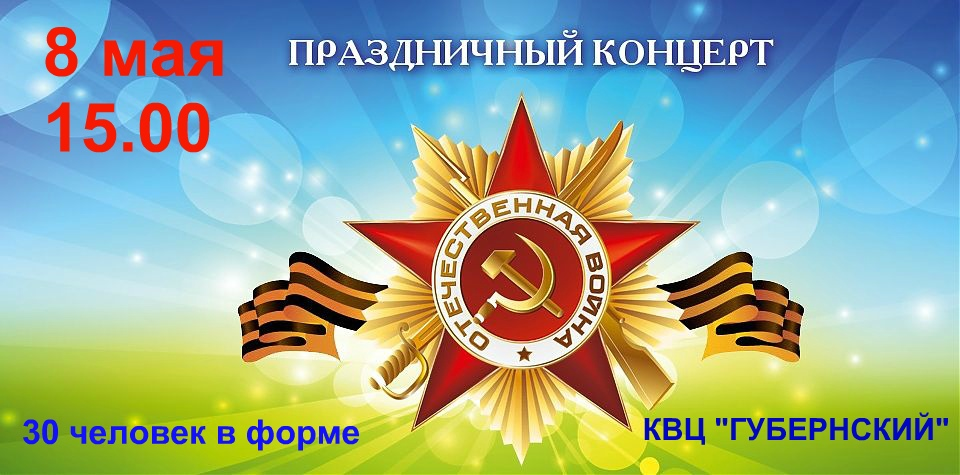 8 мая
15.00
ПРАЗДНИЧНЫЙ КОНЦЕРТ
ОТЕЧЕСТВЕННАЯ ВОЙНА
30 человек в форме
КВЦ "ГУБЕРНСКИЙ"